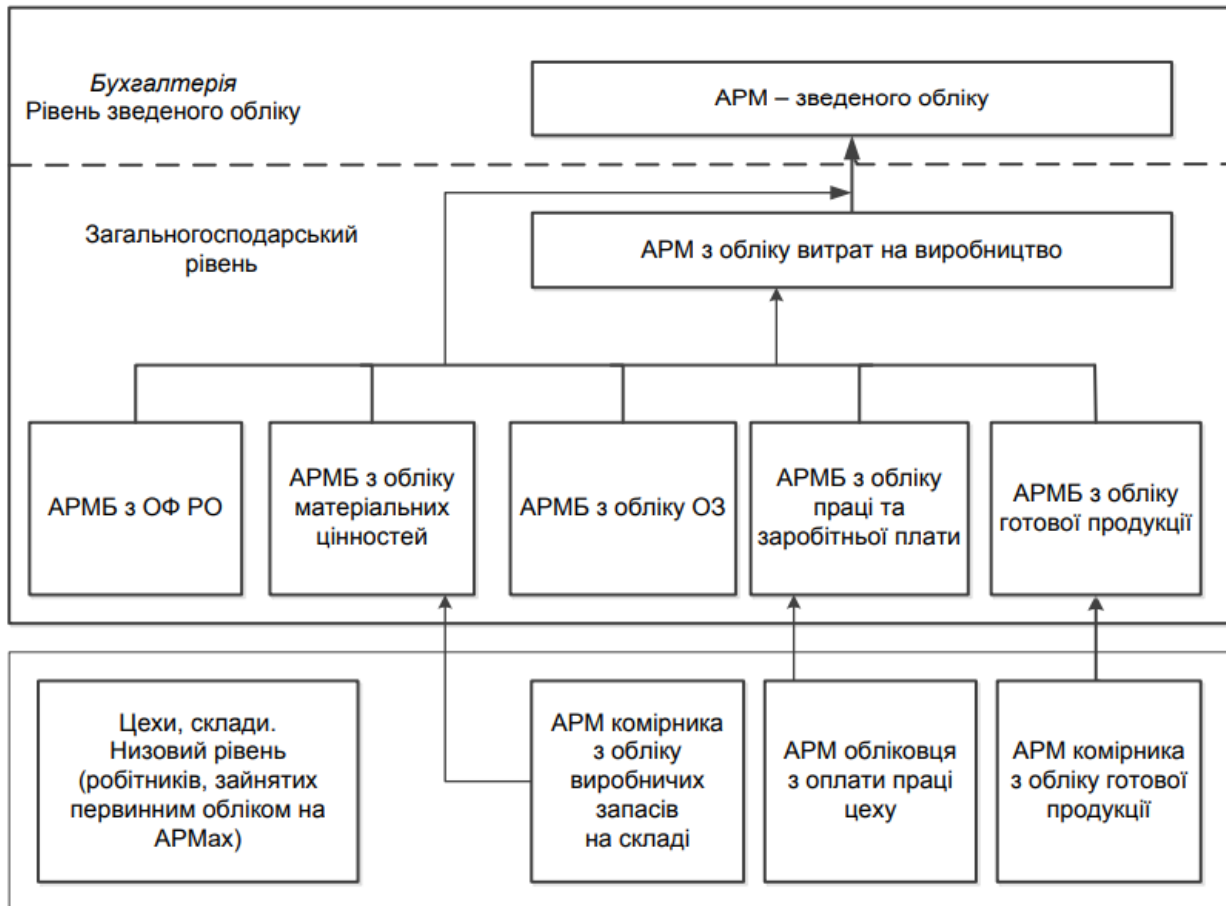 Бухгалтерія
Рівень зведеного обліку
АРМ – зведеного обліку
Загальногосподарський
рівень
АРМ з обліку витрат на виробництво
АРМБ з ОФ РО
АРМБ з обліку
матеріальних
цінностей
АРМБ з обліку ОЗ
АРМБ з обліку
праці та
заробітньої плати
АРМБ з обліку
готової продукції
Цехи, склади.
Низовий рівень
(робітників, зайнятих
первинним обліком на
АРМах)
АРМ комірника
з обліку
виробничих
запасів
на складі
АРМ обліковця
з оплати праці
цеху
АРМ комірника
з обліку готової
продукції